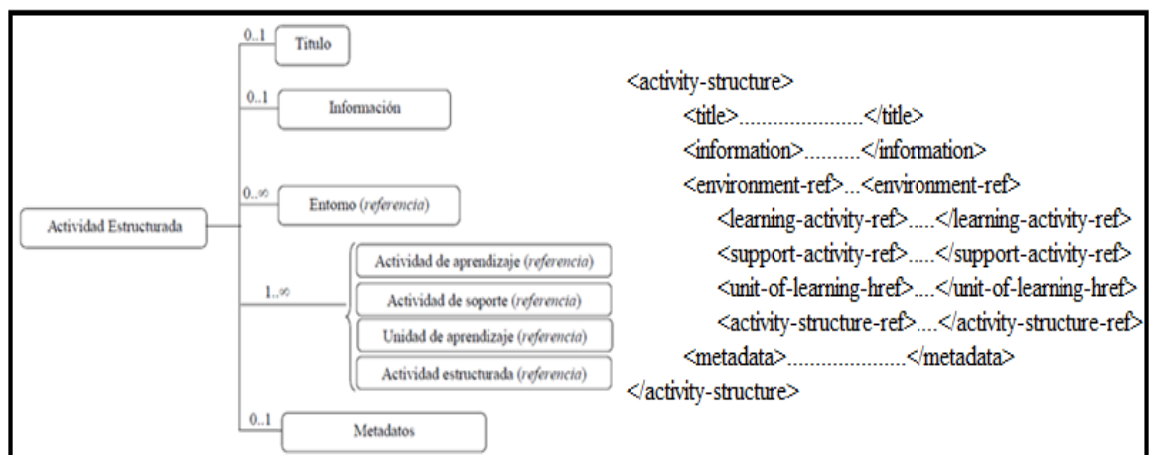 0..1
Titulo
0..1
Información
0..∞
Entorno (referencia)
Actividad Estructurada
1..∞
Actividad de aprendizaje (referencia)
Actividad de soporte (referencia)
Unidad de aprendizaje (referencia)
Actividad estructurada (referencia)
0..1
Metadatos
<activity-structure>
<title>.......................</title>
<information>..........</information>
<environment-ref>...<environment-ref>
<learning-activity-ref>.....</learning-activity-ref>
<support-activity-ref>.....</support-activity-ref>
<unit-of-learning-href>....</unit-of-learning-href>
<activity-structure-ref>....</activity-structure-ref>
<metadata>......................</metadata>
</activity-structure>